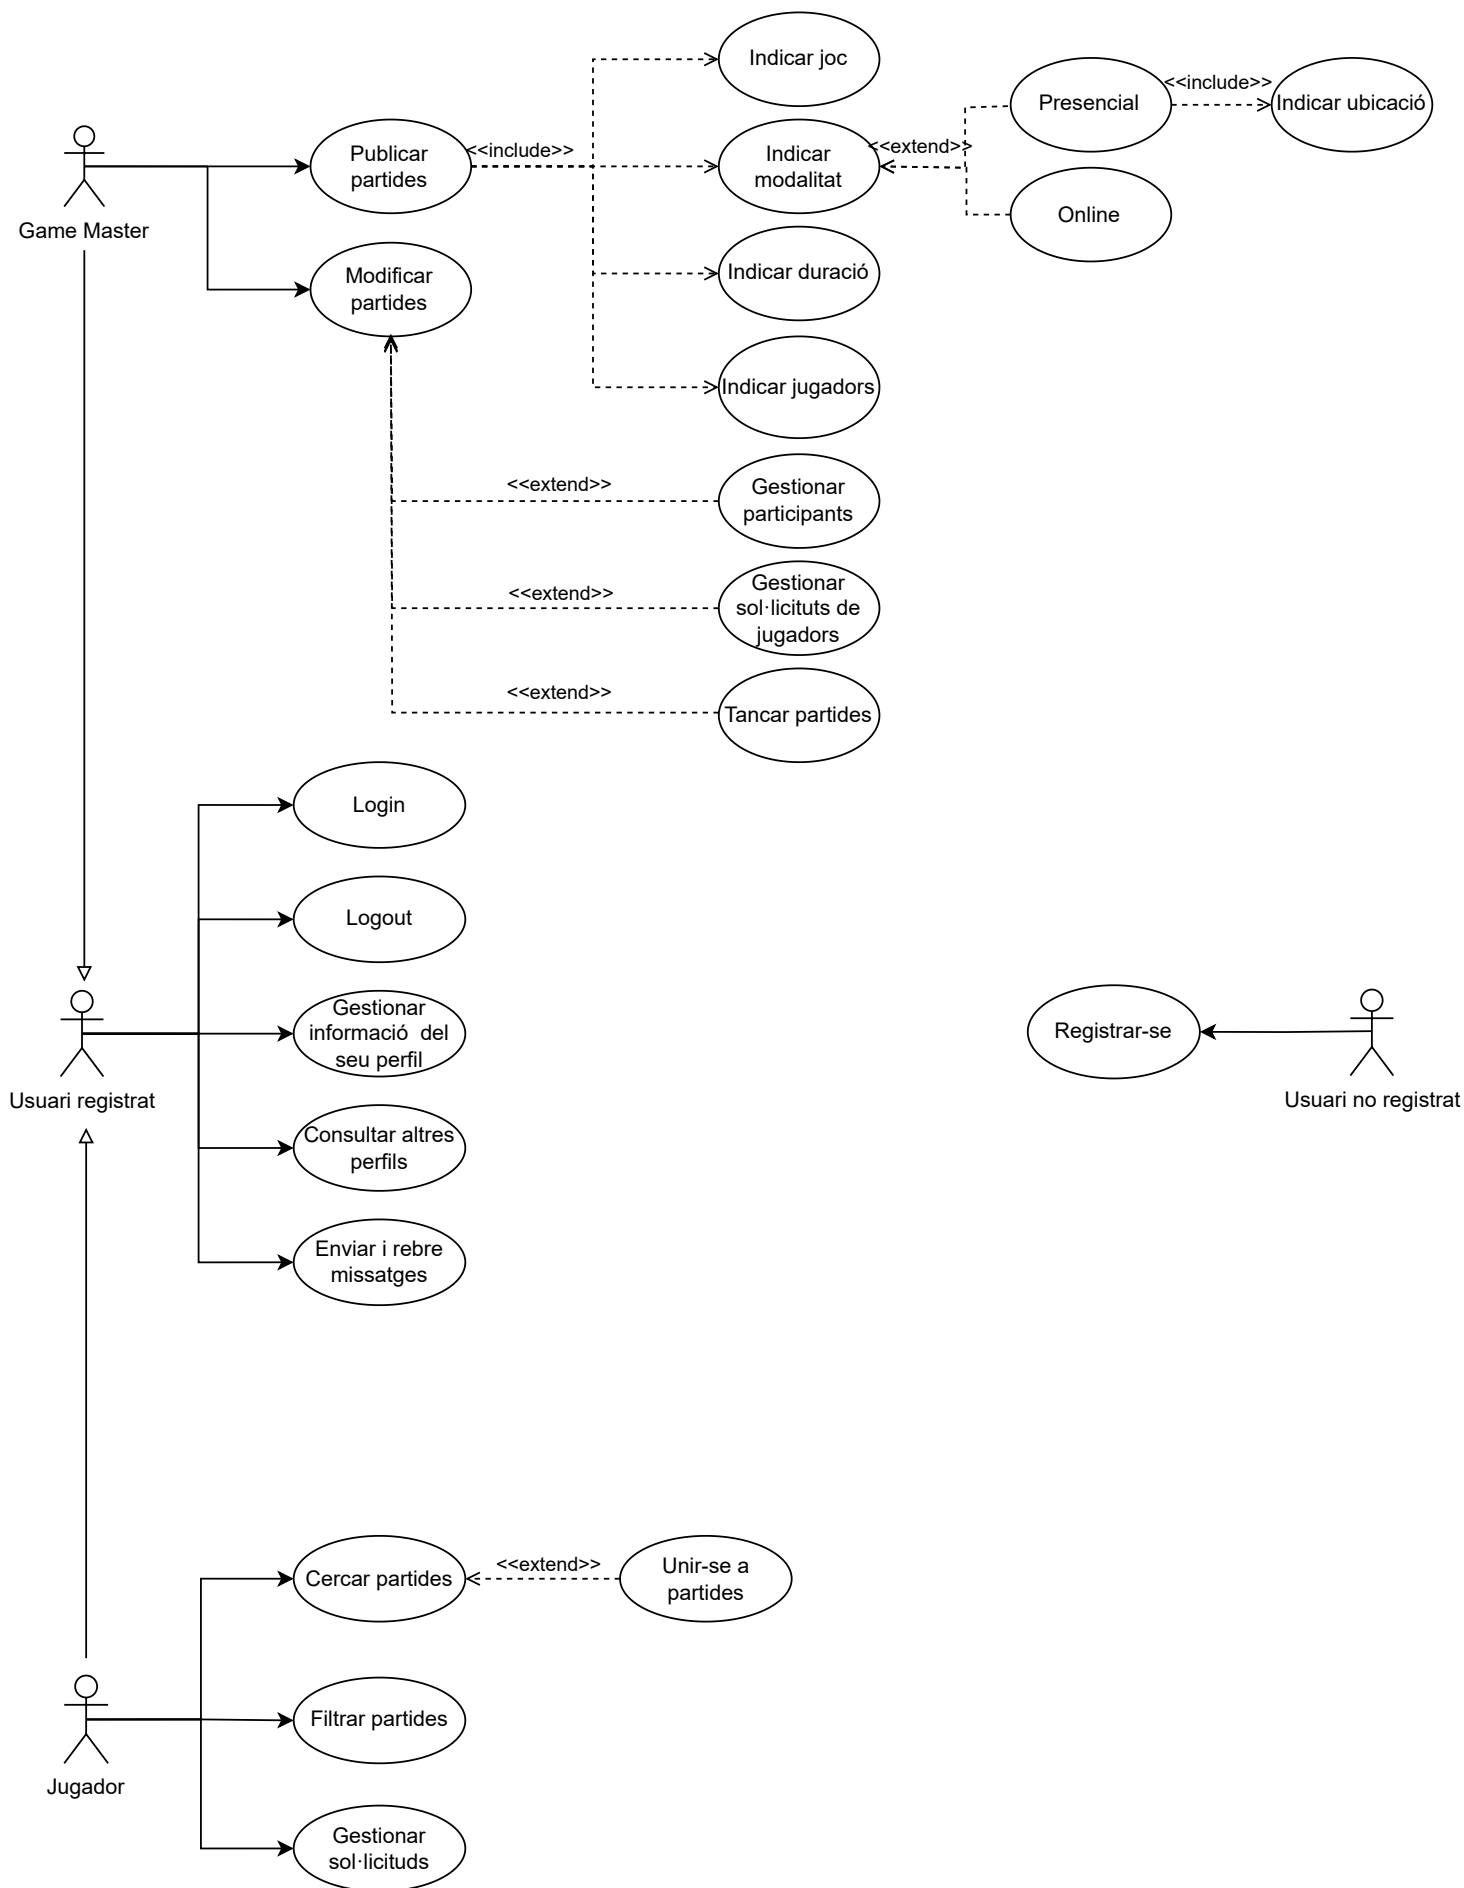 Indicar joc
Presencial
<<include>>
Indicar ubicació
Publicar
partides
<<include>>
Indicar
modalitat
<<extend>>
Game Master
Online
Modificar
partides
Indicar duració
Indicar jugadors
<<extend>>
Gestionar
participants
<<extend>>
Gestionar
sol·licituts de
jugadors
<<extend>>
Tancar partides
Login
Logout
Gestionar
informació  del
seu perfil
Registrar-se
Usuari registrat
Usuari no registrat
Consultar altres
perfils
Enviar i rebre
missatges
Cercar partides
<<extend>>
Unir-se a
partides
Filtrar partides
Jugador
Gestionar
sol·licituds